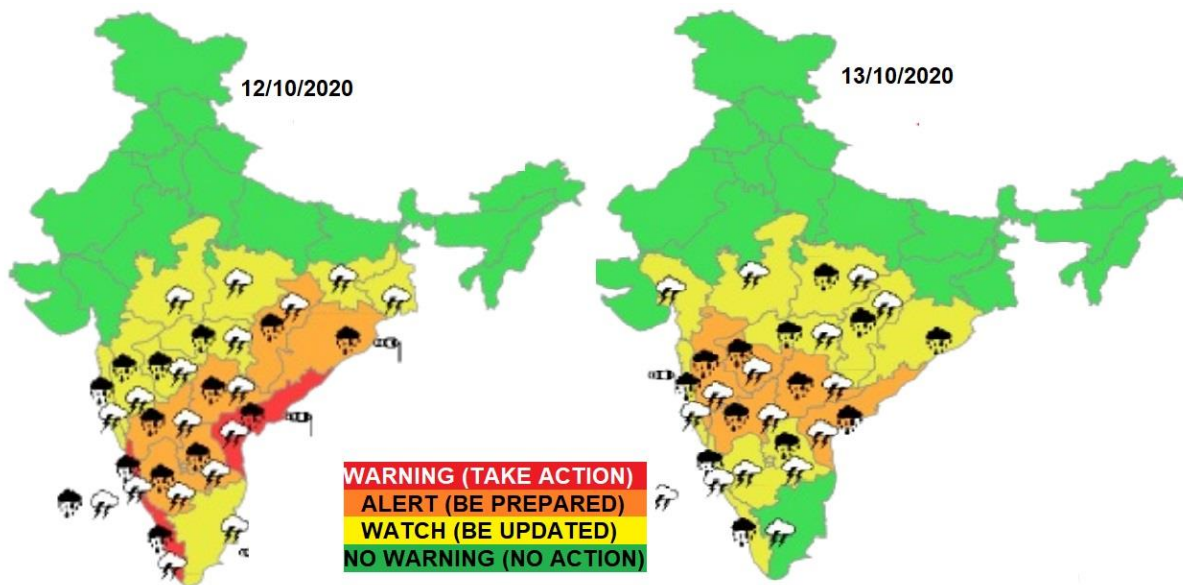 12/10/2020
13/10/2020
WARNING (TAKE ACTION)
ALERT (BE PREPARED)
WATCH (BE UPDATED)
NO WARNING (NO ACTION)